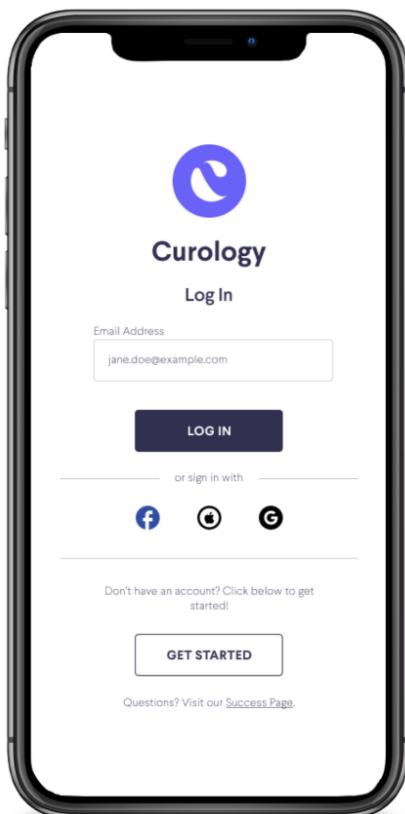 Curology
Log In
Email Address
jane.doe@example.com
LOG IN
or sign in with
G
Don't have an account? Click below to get
started!
GET STARTED
Questions? Visit our Success Page.